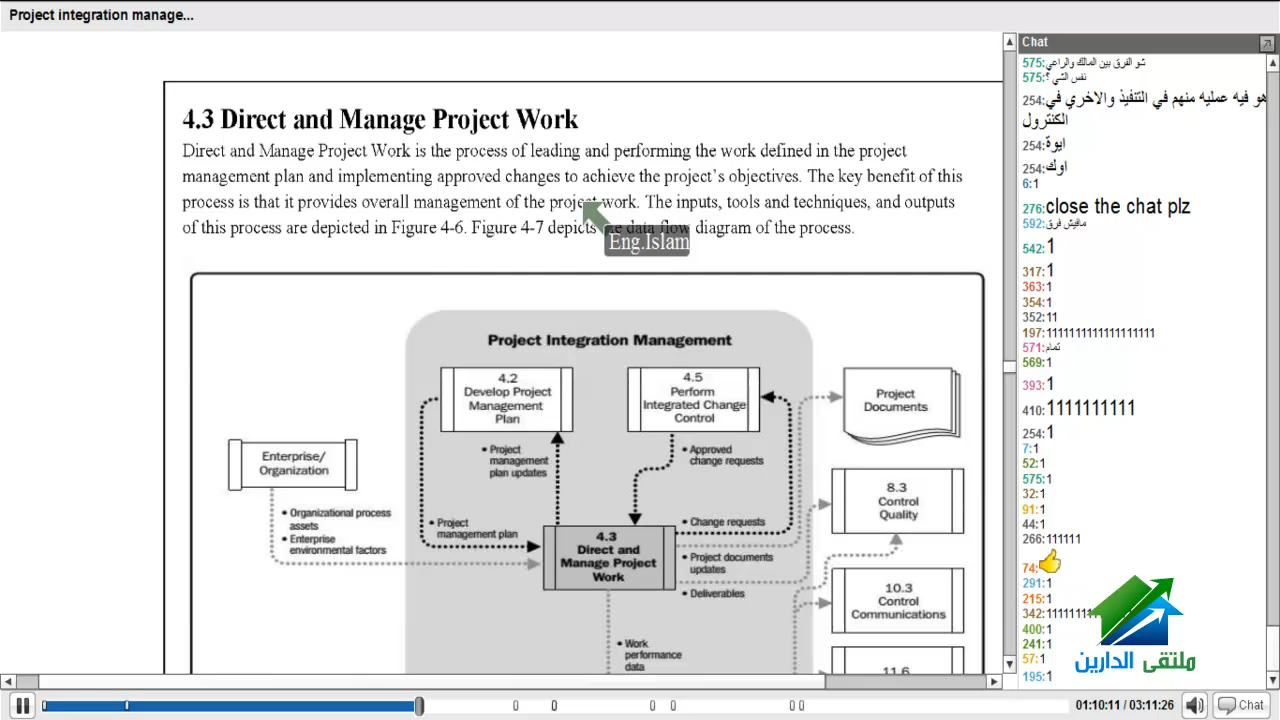 Project integration manage...
4.3 Direct and Manage Project Work
Direct and Manage Project Work is the process of leading and performing the work defined in the project
management plan and implementing approved changes to achieve the project's objectives. The key benefit of this
process is that it provides overall management of the project work. The inputs, tools and techniques, and outputs
of this process are depicted in Figure 4-6. Figure 4-7 depicts the data flow diagram of the process.
Eng.Islam
Project Integration Management
4.2
Develop Project
Management
Plan
4.5
Perform
Integrated Change
Control
Project
Documents
Enterprise/
Organization
• Project
management
plan updates
• Approved
change requests
8.3
Control
Quality
• Organizational process
assets
• Enterprise
environmental factors
• Project
management plan
4.3
Direct and
Manage Project
Work
• Change requests
• Project documents
updates
• Deliverables
10.3
Control
Communications
• Work
performance
data
11.6
Chat
575: شو الفرق بين المالك والراعي
575: نفس الشي ؟
254: هو فيه عمليه منهم في التنفيذ والاخري في
الكنترول
254: ايوة
254: اوك
6:1
276: close the chat plz
592: مافيش فرق
542: 1
317: 1
363:1
354:1
352:11
197:1111111111111111111
571: تمام
569:1
393: 1
410: 1111111111
254: 1
7:1
52:1
575:1
32:1
91:1
44:1
266:111111
74:
291:1
215:1
342:11111111
400:1
241:1
57:1
195:1
ملتقى الدارين
01:10:11 / 03:11:26
Chat